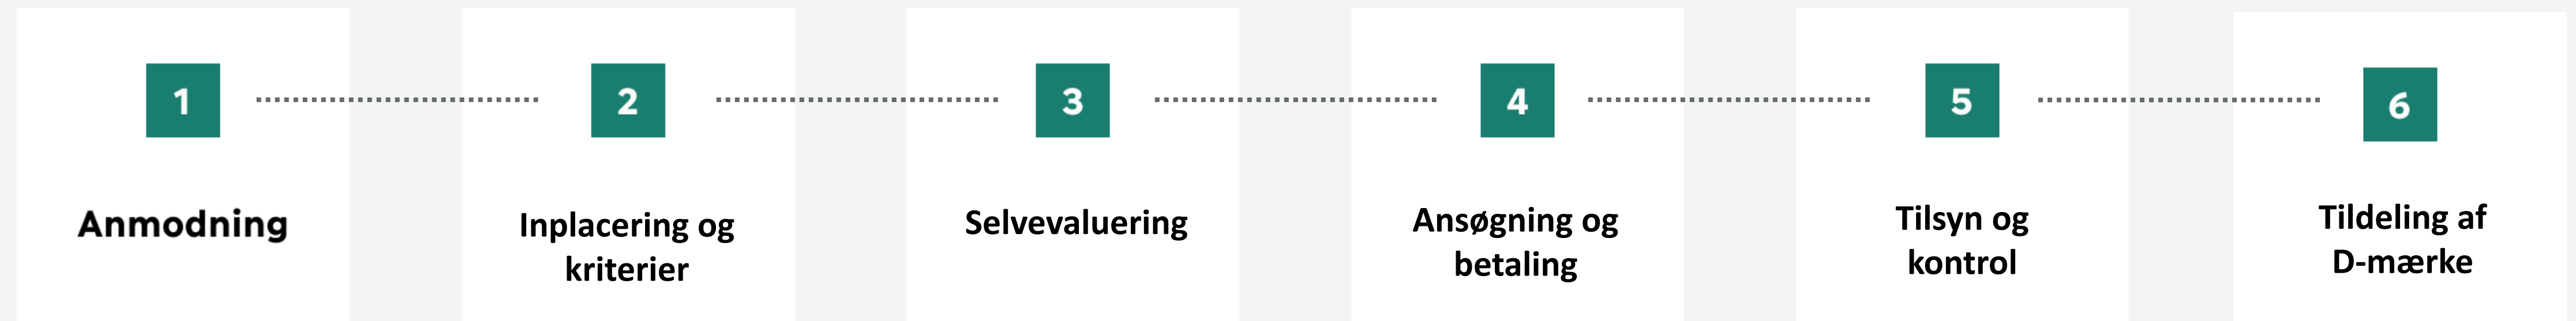 1
Anmodning
2
Inplacering og
kriterier
3
Selvevaluering
4
Ansøgning og
betaling
5
Tilsyn og
kontrol
6
Tildeling af
D-mærke